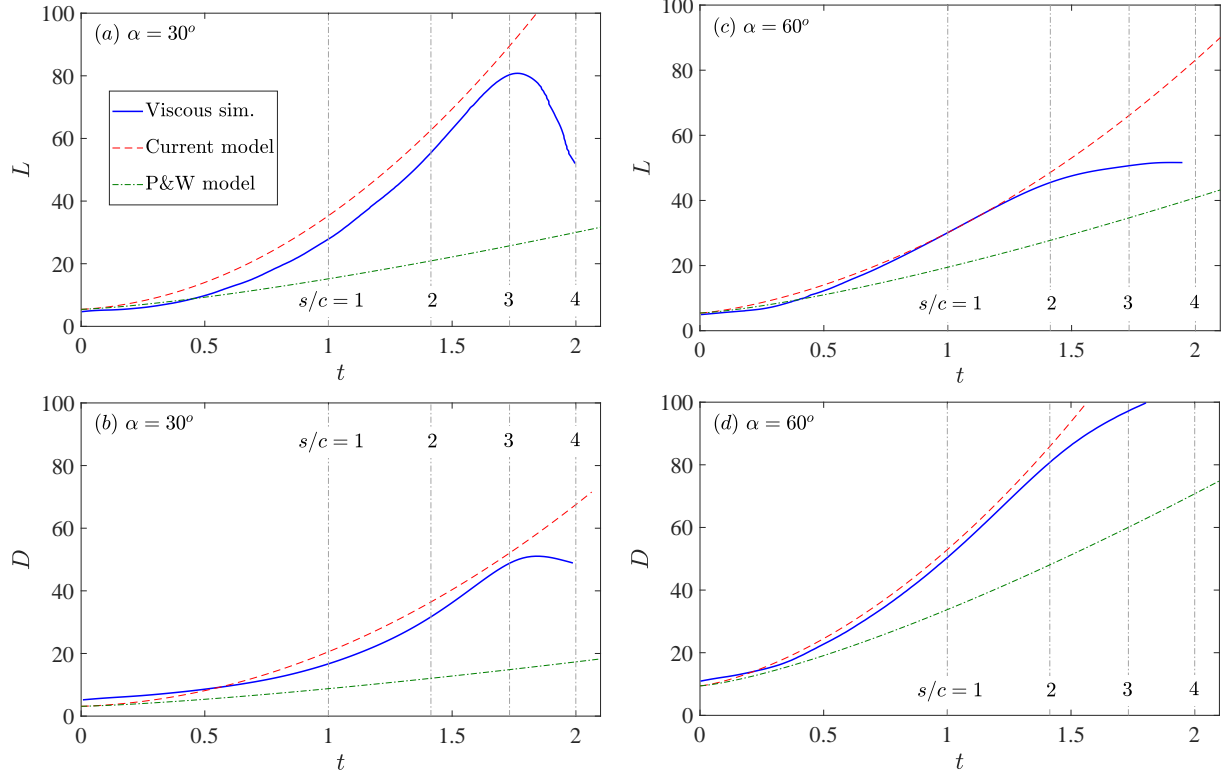 (a) α = 30°
100
80
60
40
20
0
L
Viscous sim.
Current model
P&W model
s/c = 1 2 3 4
0 0.5 1 1.5 2
t
(c) α = 60°
100
80
60
40
20
0
L
s/c = 1 2 3 4
0 0.5 1 1.5 2
t
(b) α = 30°
100
80
60
40
20
0
D
s/c = 1 2 3 4
0 0.5 1 1.5 2
t
(d) α = 60°
100
80
60
40
20
0
D
s/c = 1 2 3 4
0 0.5 1 1.5 2
t